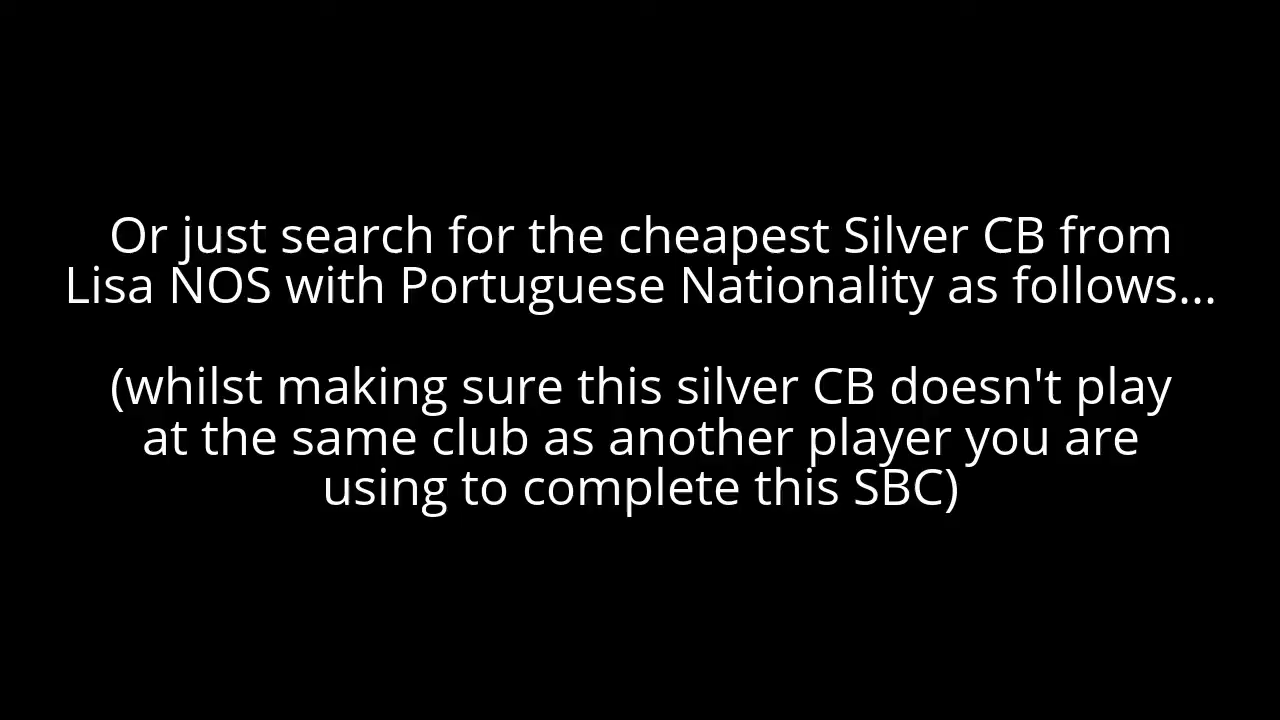 Or just search for the cheapest Silver CB from
Lisa NOS with Portuguese Nationality as follows...
(whilst making sure this silver CB doesn't play
at the same club as another player you are
using to complete this SBC)